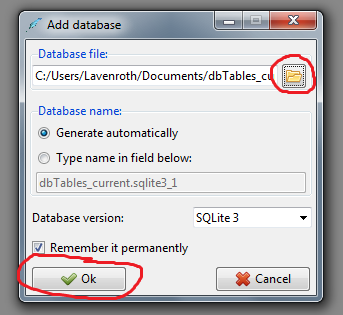 Add database
Database file:
C:/Users/Lavenroth/Documents/dbTables_cu
Database name:
Generate automatically
Type name in field below:
dbTables_current.sqlite3_1
Database version:
SQLite 3
Remember it permanently
Ok
Cancel